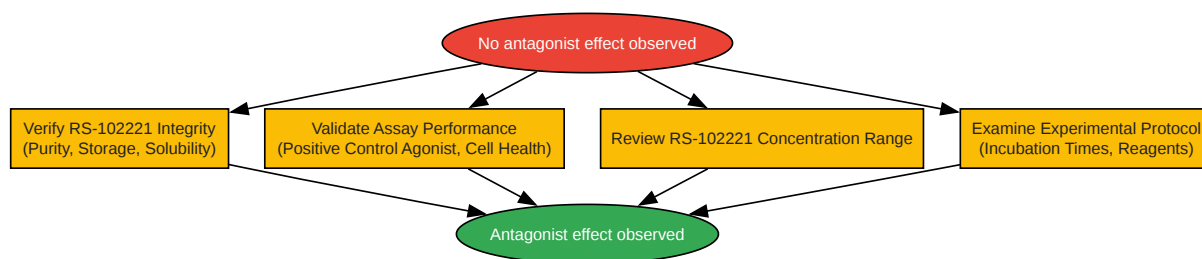 No antagonist effect observed
Verify RS-102221 Integrity
(Purity, Storage, Solubility)
Validate Assay Performance
(Positive Control Agonist, Cell Health)
Review RS-102221 Concentration Range
Examine Experimental Protocol
(Incubation Times, Reagents)
Antagonist effect observed